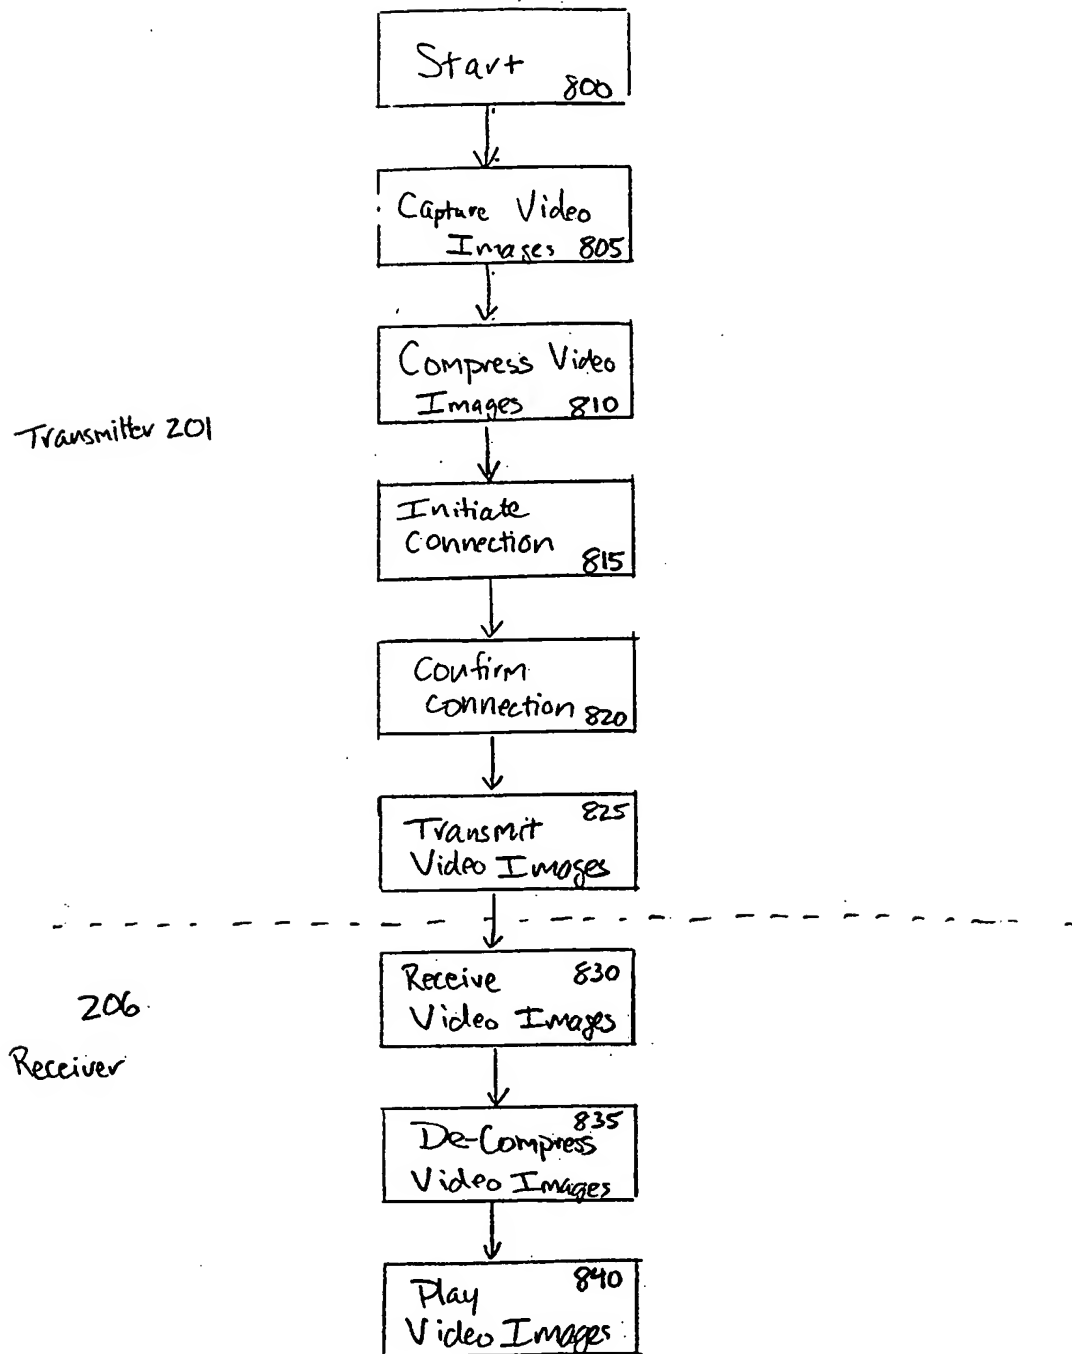 Start
800
Capture Video
Images 805
Compress Video
Images 810
Transmitter 201
Initiate
Connection
815
Confirm
Connection 820
825
Transmit
Video Images
Receive 830
Video Images
206
Receiver
835
De-Compress
Video Images
840
Play
Video Images